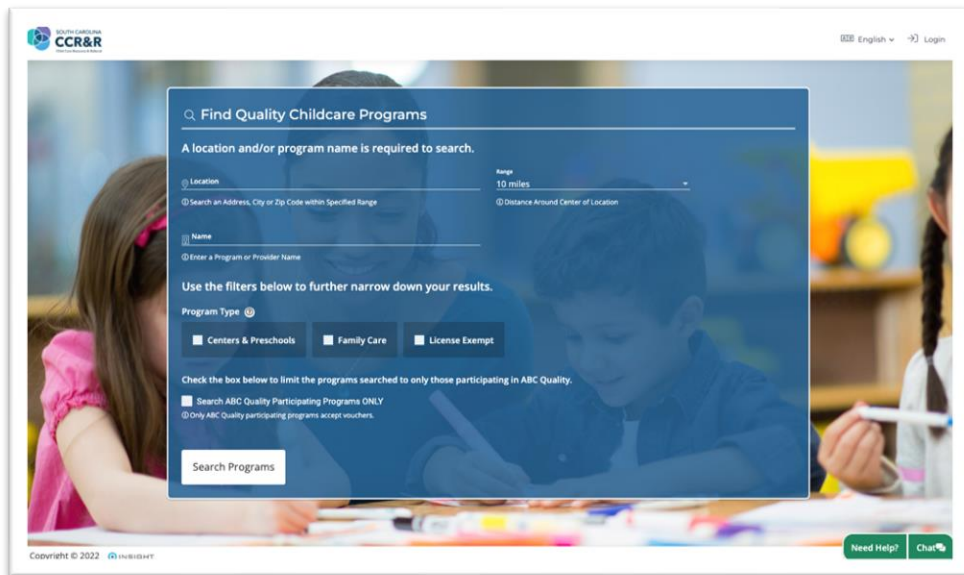 SOUTH CAROLINA
CCR&R
Child Care Resource & Referral
English
Login
Find Quality Childcare Programs
A location and/or program name is required to search.
Location
Range
10 miles
Search an Address, City or Zip Code within Specified Range
Distance Around Center of Location
Name
Enter a Program or Provider Name
Use the filters below to further narrow down your results.
Program Type
Centers & Preschools
Family Care
License Exempt
Check the box below to limit the programs searched to only those participating in ABC Quality.
Search ABC Quality Participating Programs ONLY
Only ABC Quality participating programs accept vouchers.
Search Programs
Copyright © 2022 INSIGHT
Need Help?
Chat